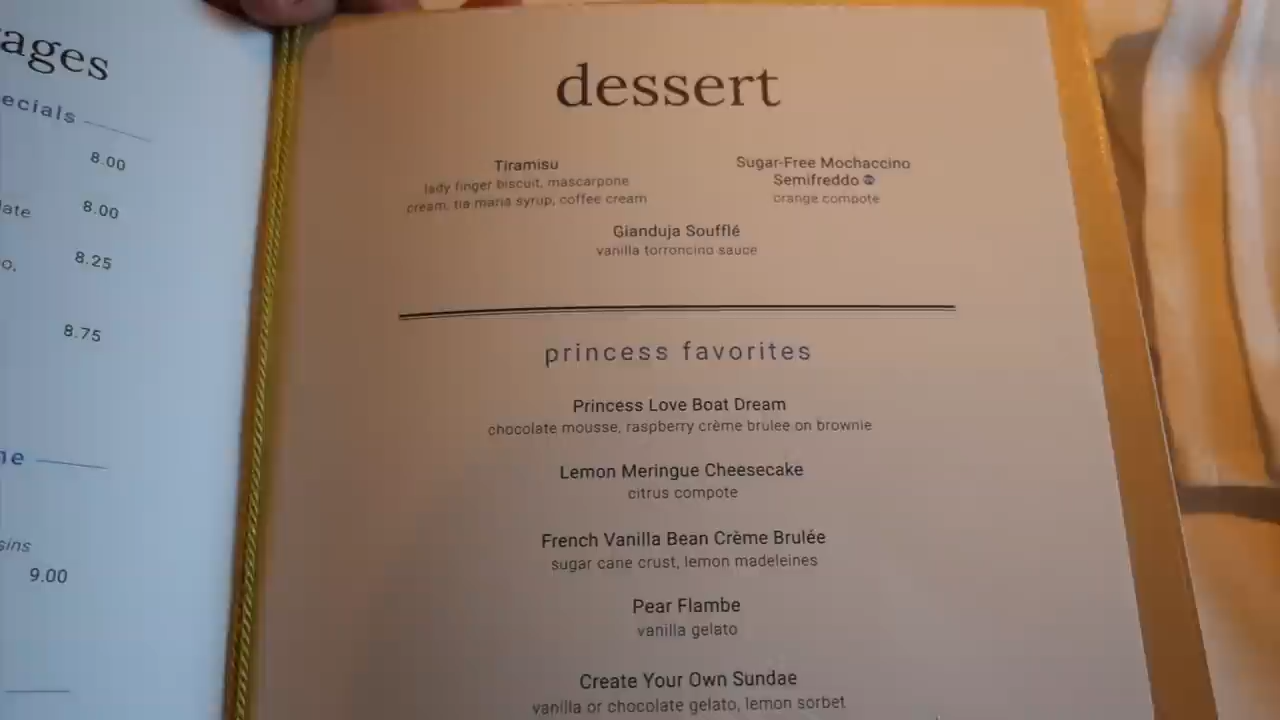 ages
ecials
8.00
late
8.00
o,
8.25
8.75
ne
sins
9.00
dessert
Tiramisu
lady finger biscuit, mascarpone
cream, tia maria syrup, coffee cream
Sugar-Free Mochaccino
Semifreddo
orange compote
Gianduja Soufflé
vanilla torroncino sauce
princess favorites
Princess Love Boat Dream
chocolate mousse, raspberry crème brulee on brownie
Lemon Meringue Cheesecake
citrus compote
French Vanilla Bean Crème Brulée
sugar cane crust, lemon madeleines
Pear Flambe
vanilla gelato
Create Your Own Sundae
vanilla or chocolate gelato, lemon sorbet